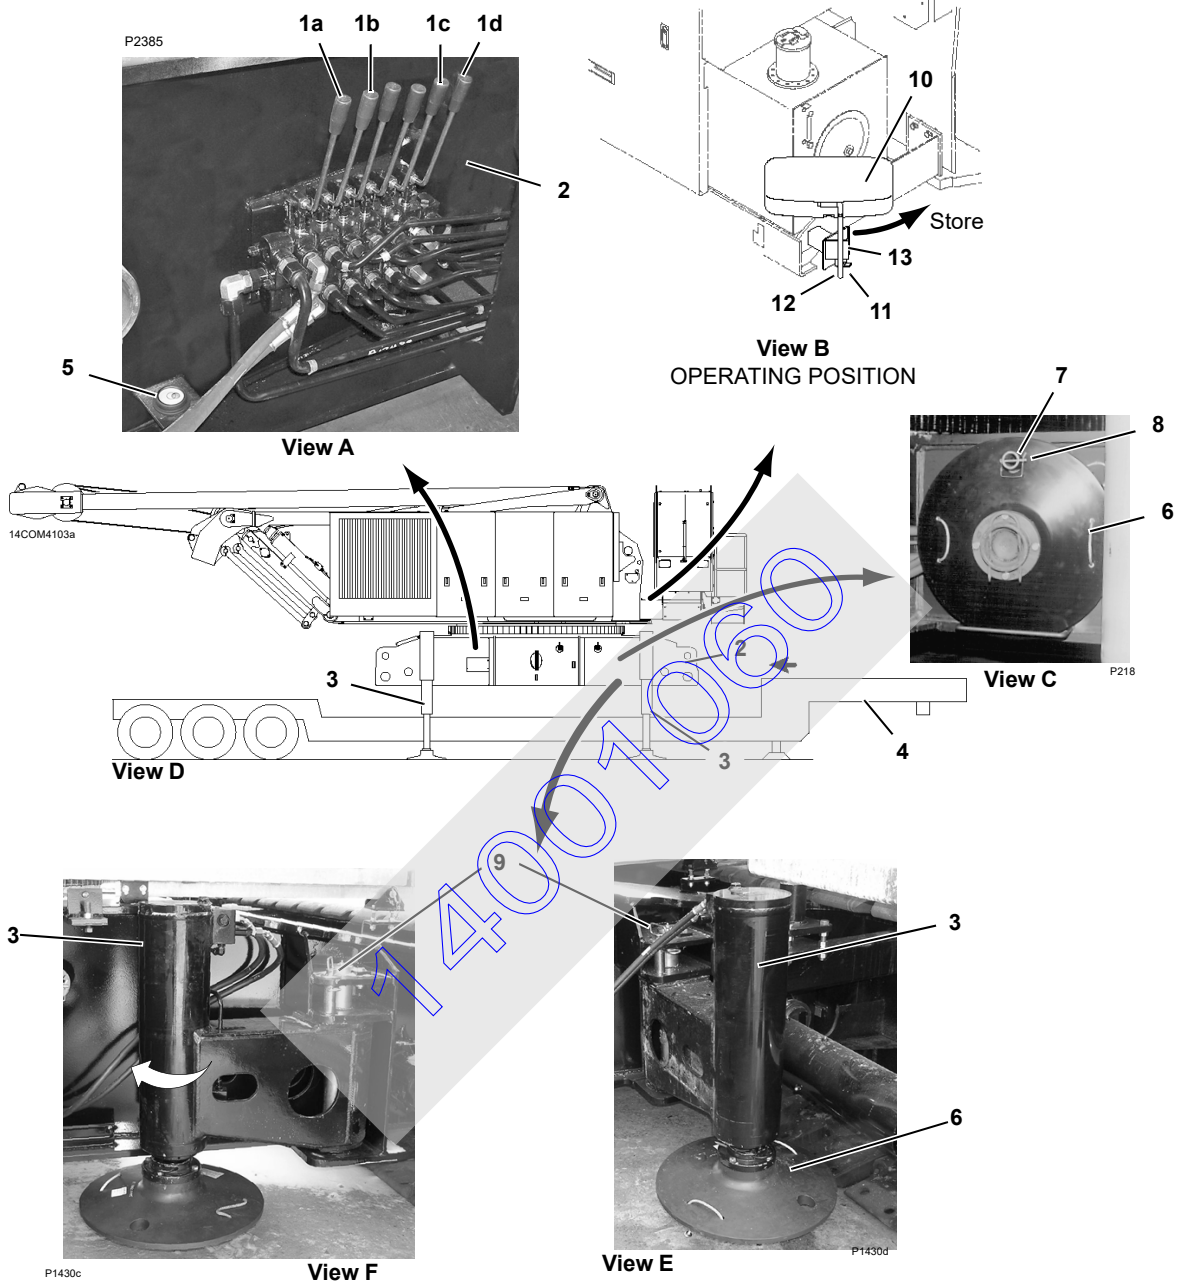 1a 1b 1c 1d
P2385
2
5
View A
10
Store
13
12 11
View B
OPERATING POSITION
7
8
6
P218
View C
14COM4103a
3
2
3
4
View D
14001060
9
3
3
6
P1430c
View F
View E
P1430d